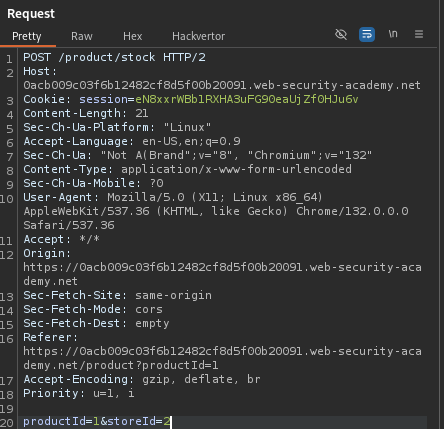 Request
Pretty Raw Hex Hackvertor
\n
1 POST /product/stock HTTP/2
2 Host:
0acb009c03f6b12482cf8d5f00b20091.web-security-academy.net
3 Cookie: session=eN8xxrWBb1RXHA3uFG9OeaUjZfOHJu6v
4 Content-Length: 21
5 Sec-Ch-Ua-Platform: "Linux"
6 Accept-Language: en-US,en;q=0.9
7 Sec-Ch-Ua: "Not A(Brand";v="8", "Chromium";v="132"
8 Content-Type: application/x-www-form-urlencoded
9 Sec-Ch-Ua-Mobile: ?0
10 User-Agent: Mozilla/5.0 (X11; Linux x86_64)
AppleWebKit/537.36 (KHTML, like Gecko) Chrome/132.0.0.0
Safari/537.36
11 Accept: */*
12 Origin:
https://0acb009c03f6b12482cf8d5f00b20091.web-security-aca
demy.net
13 Sec-Fetch-Site: same-origin
14 Sec-Fetch-Mode: cors
15 Sec-Fetch-Dest: empty
16 Referer:
https://0acb009c03f6b12482cf8d5f00b20091.web-security-aca
demy.net/product?productId=1
17 Accept-Encoding: gzip, deflate, br
18 Priority: u=1, i
19
20 productId=1&storeId=2